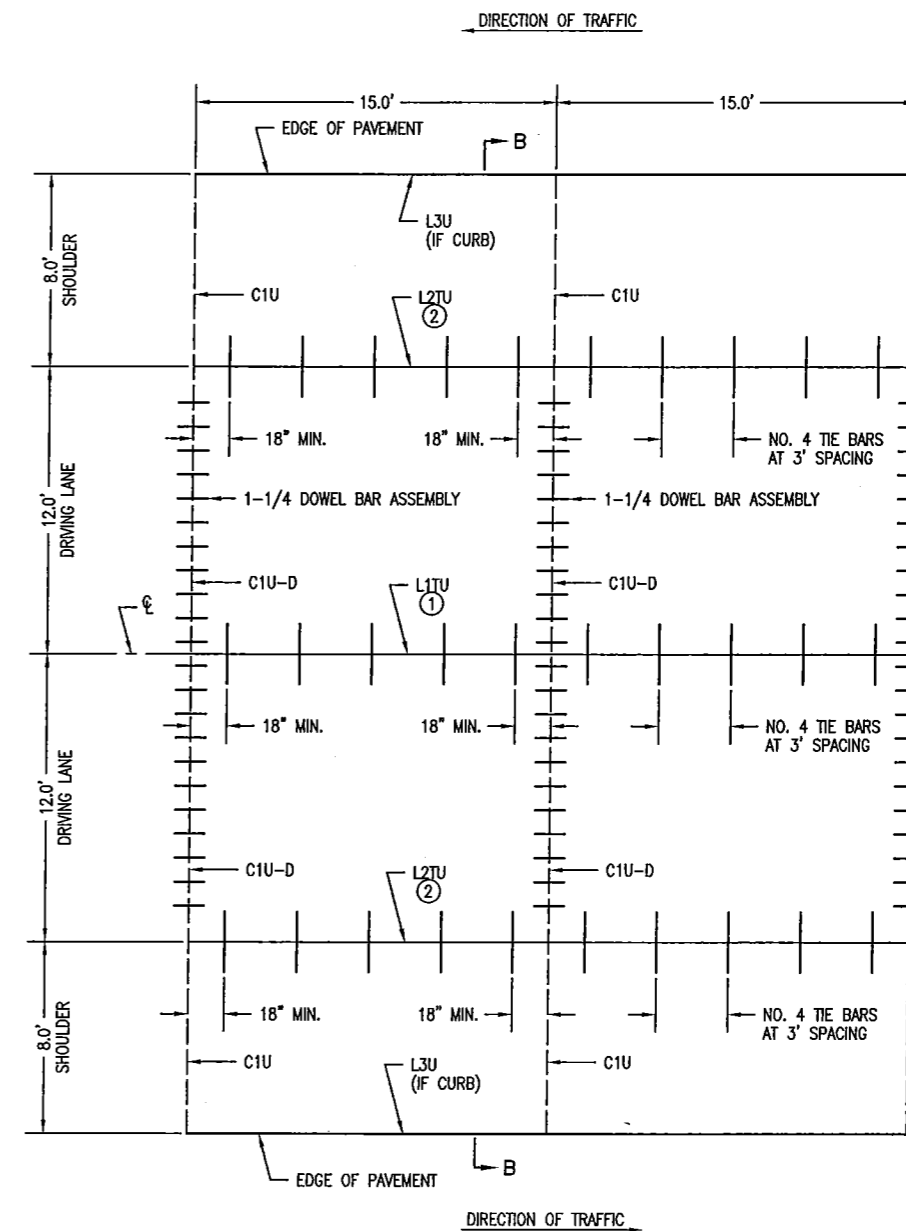 DIRECTION OF TRAFFIC
15.0'
15.0'
EDGE OF PAVEMENT
B
L3U
(IF CURB)
8.0'
SHOULDER
C1U
L2TU
2
C1U
18" MIN.
18" MIN.
NO. 4 TIE BARS
AT 3' SPACING
12.0'
DRIVING LANE
1-1/4 DOWEL BAR ASSEMBLY
1-1/4 DOWEL BAR ASSEMBLY
C1U-D
L1TU
1
C1U-D
℄
18" MIN.
18" MIN.
NO. 4 TIE BARS
AT 3' SPACING
12.0'
DRIVING LANE
C1U-D
L2TU
2
C1U-D
18" MIN.
18" MIN.
NO. 4 TIE BARS
AT 3' SPACING
8.0'
SHOULDER
C1U
L3U
(IF CURB)
C1U
B
EDGE OF PAVEMENT
DIRECTION OF TRAFFIC